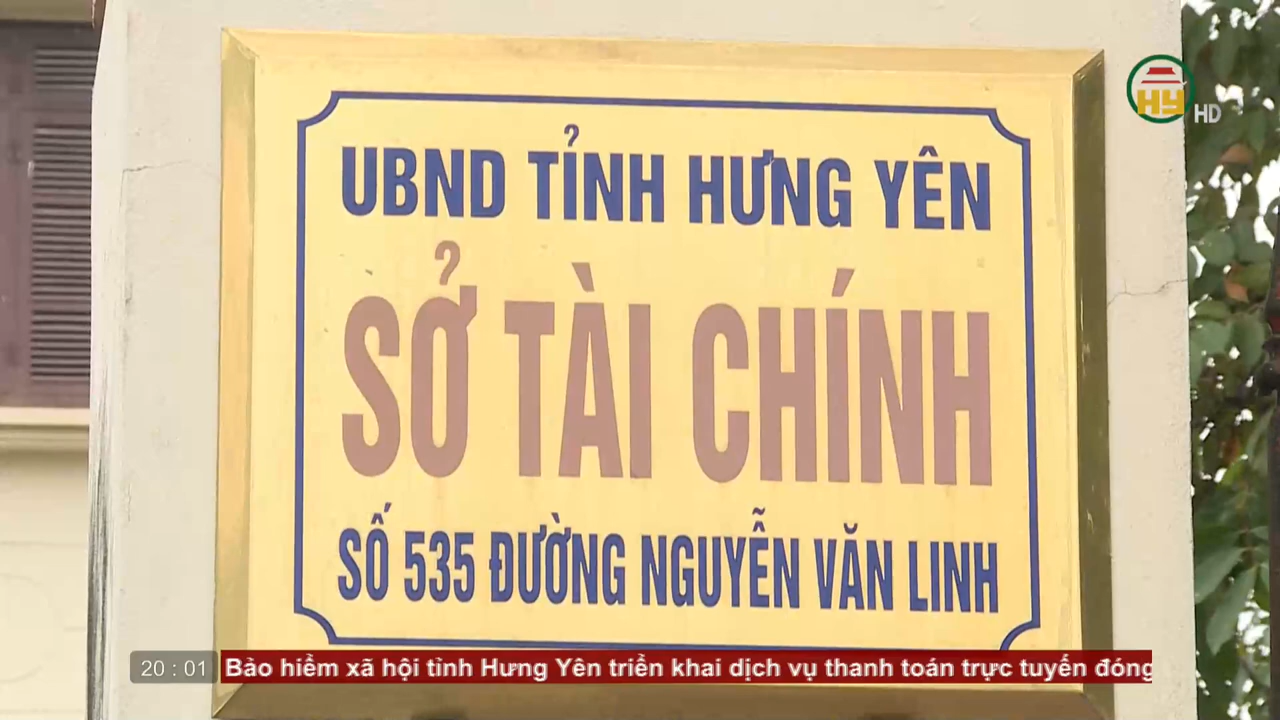 HY HD
UBND TỈNH HƯNG YÊN
SỞ TÀI CHÍNH
SỐ 535 ĐƯỜNG NGUYỄN VĂN LINH
20 : 01 Bảo hiểm xã hội tỉnh Hưng Yên triển khai dịch vụ thanh toán trực tuyến đóng